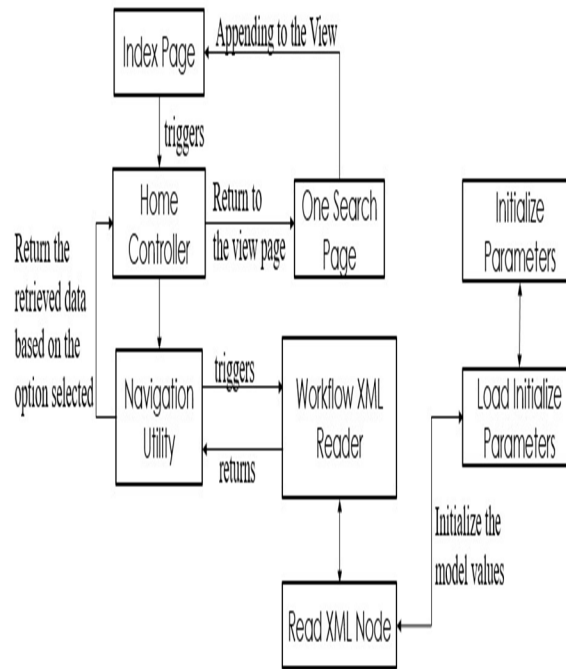 Appending to the View
Index Page
triggers
Home
Controller
Return to
the view page
One Search
Page
Initialize
Parameters
Return the
retrieved data
based on the
option selected
Navigation
Utility
triggers
returns
Workflow XML
Reader
Load Initialize
Parameters
Initialize the
model values
Read XML Node